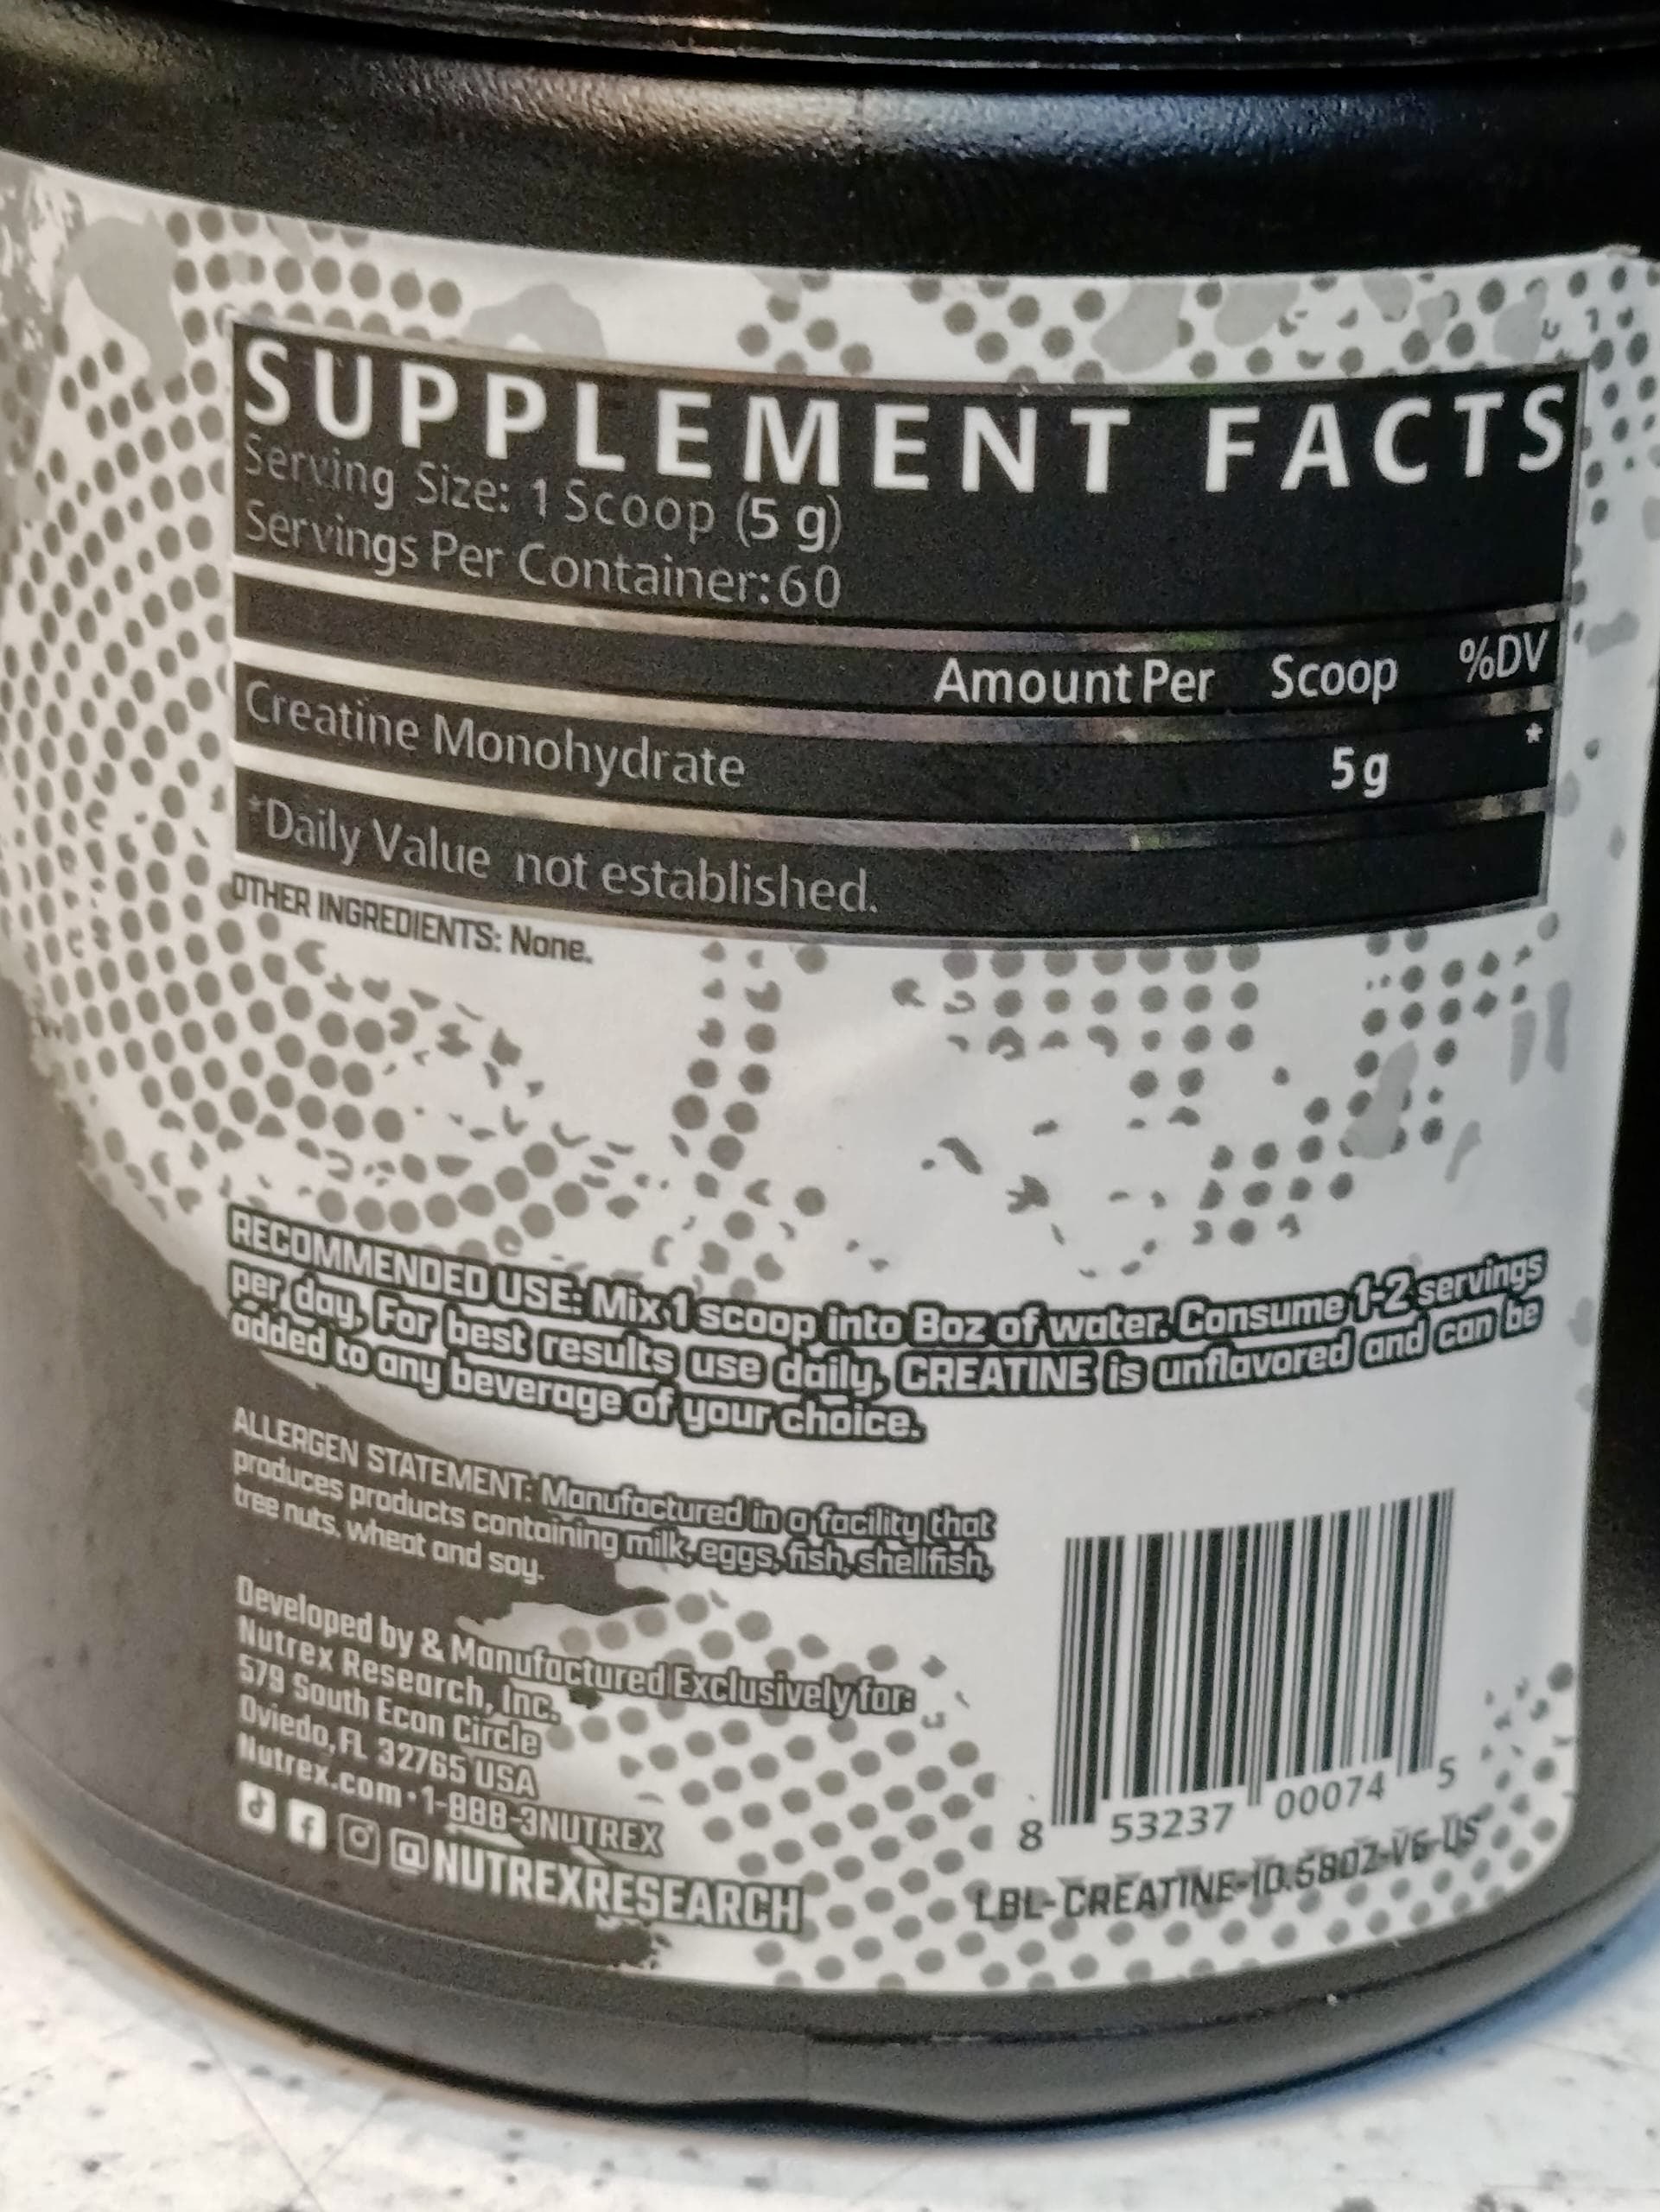 SUPPLEMENT FACTS
Serving Size: 1 Scoop (5 g)
Servings Per Container: 60
Amount Per Scoop %DV
Creatine Monohydrate 5 g *
*Daily Value not established.
OTHER INGREDIENTS: None.
RECOMMENDED USE: Mix 1 scoop into 8oz of water. Consume 1-2 servings
per day. For best results use daily. CREATINE is unflavored and can be
added to any beverage of your choice.
ALLERGEN STATEMENT: Manufactured in a facility that
produces products containing milk, eggs, fish, shellfish,
tree nuts, wheat and soy.
Developed by & Manufactured Exclusively for:
Nutrex Research, Inc.
579 South Econ Circle
Oviedo, FL 32765 USA
Nutrex.com • 1-888-3NUTREX
@NUTREXRESEARCH
8 53237 00074 5
LBL-CREATINE-10.5802-V6-US